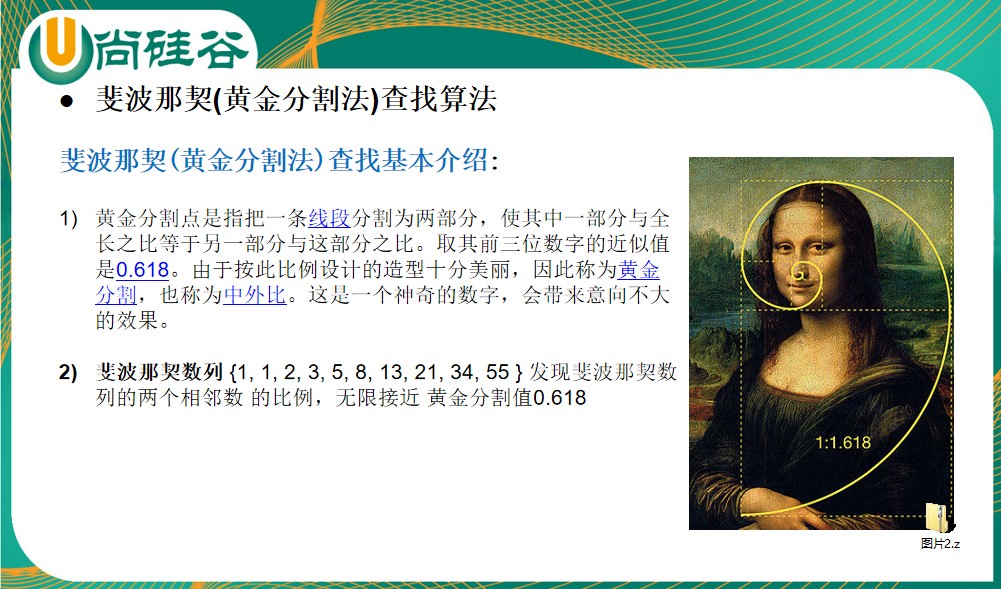 尚硅谷
● 斐波那契(黄金分割法)查找算法
斐波那契(黄金分割法)查找基本介绍:
1) 黄金分割点是指把一条线段分割为两部分，使其中一部分与全
长之比等于另一部分与这部分之比。取其前三位数字的近似值
是0.618。由于按此比例设计的造型十分美丽，因此称为黄金
分割，也称为中外比。这是一个神奇的数字，会带来意向不大
的效果。
2) 斐波那契数列 {1, 1, 2, 3, 5, 8, 13, 21, 34, 55 } 发现斐波那契数
列的两个相邻数 的比例，无限接近 黄金分割值0.618
1:1.618
图片2.z